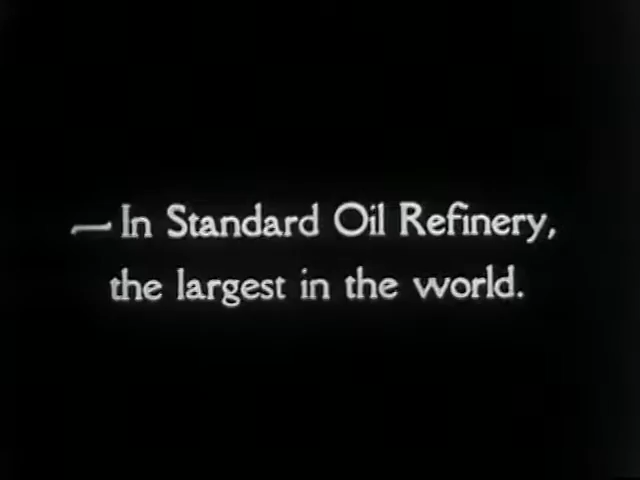 —In Standard Oil Refinery,
the largest in the world.